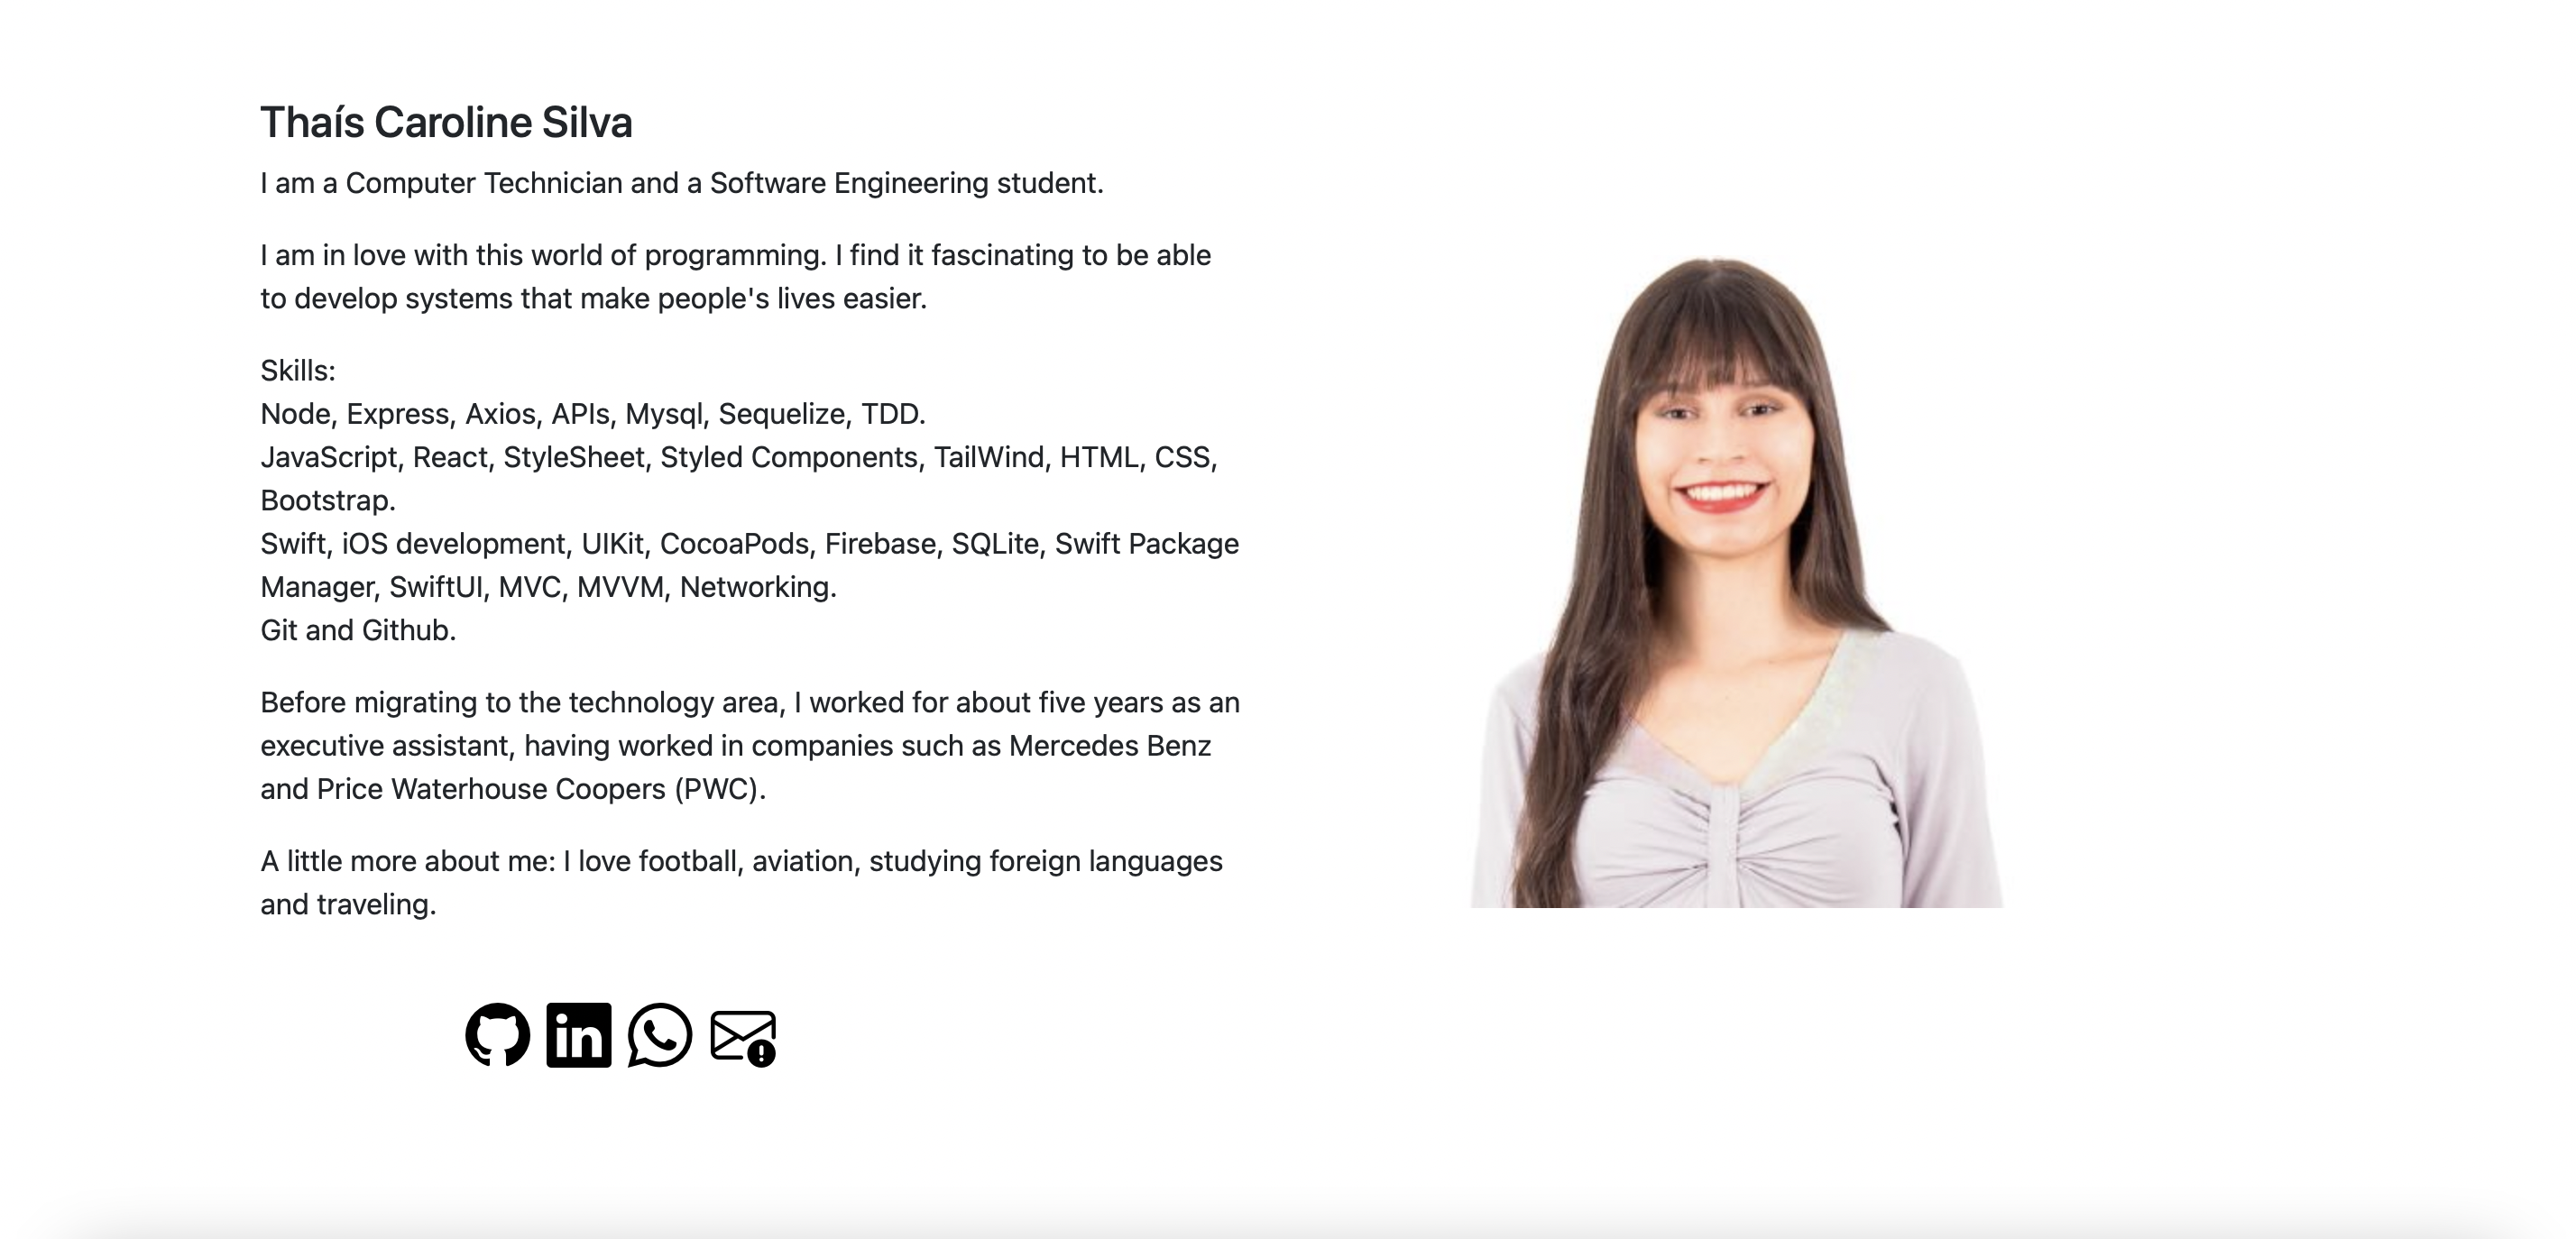 Thaís Caroline Silva
I am a Computer Technician and a Software Engineering student.
I am in love with this world of programming. I find it fascinating to be able
to develop systems that make people's lives easier.
Skills:
Node, Express, Axios, APIs, Mysql, Sequelize, TDD.
JavaScript, React, StyleSheet, Styled Components, TailWind, HTML, CSS,
Bootstrap.
Swift, iOS development, UIKit, CocoaPods, Firebase, SQLite, Swift Package
Manager, SwiftUI, MVC, MVVM, Networking.
Git and Github.
Before migrating to the technology area, I worked for about five years as an
executive assistant, having worked in companies such as Mercedes Benz
and Price Waterhouse Coopers (PWC).
A little more about me: I love football, aviation, studying foreign languages
and traveling.
in